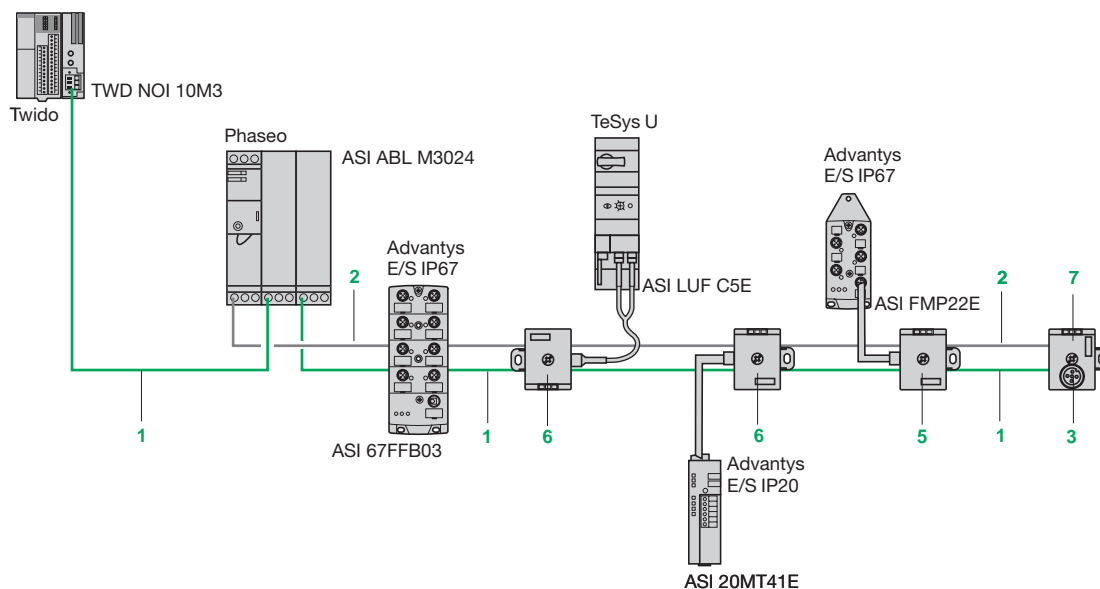 TWD NOI 10M3
Twido
Phaseo
ASI ABL M3024
TeSys U
Advantys
E/S IP67
Advantys
E/S IP67
2
ASI LUF C5E
ASI FMP22E
2
7
1
1
6
6
5
1
3
ASI 67FFB03
Advantys
E/S IP20
ASI 20MT41E